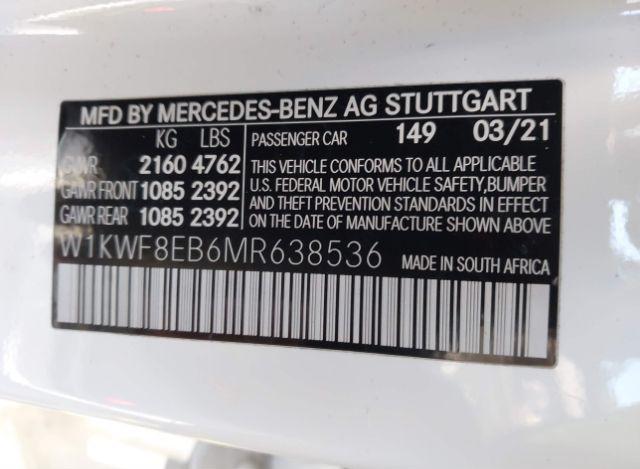 MFD BY MERCEDES-BENZ AG STUTTGART
KG LBS
GVWR 2160 4762
GAWR FRONT 1085 2392
GAWR REAR 1085 2392
PASSENGER CAR 149 03/21
THIS VEHICLE CONFORMS TO ALL APPLICABLE
U.S. FEDERAL MOTOR VEHICLE SAFETY,BUMPER
AND THEFT PREVENTION STANDARDS IN EFFECT
ON THE DATE OF MANUFACTURE SHOWN ABOVE
W1KWF8EB6MR638536
MADE IN SOUTH AFRICA